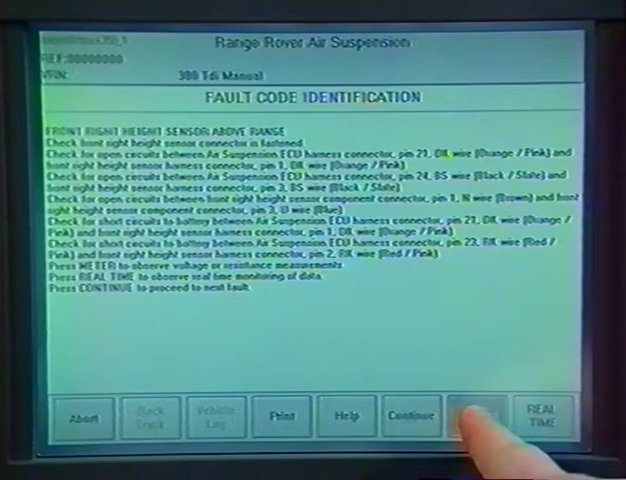 Range Rover Air Suspension
REF:00000000
VRN: 300 Tdi Manual
FAULT CODE IDENTIFICATION
FRONT RIGHT HEIGHT SENSOR ABOVE RANGE
Check front right height sensor connector is fastened.
Check for open circuits between Air Suspension ECU harness connector, pin 21, OK wire (Orange / Pink) and
front right height sensor harness connector, pin 1, OK wire (Orange / Pink)
Check for open circuits between Air Suspension ECU harness connector, pin 24, BS wire (Black / Slate) and
front right height sensor harness connector, pin 3, BS wire (Black / Slate)
Check for open circuits between front right height sensor component connector, pin 1, N wire (Brown) and front
right height sensor component connector, pin 3, U wire (Blue)
Check for short circuits to battery between Air Suspension ECU harness connector, pin 21, OK wire (Orange /
Pink) and front right height sensor harness connector, pin 1, OK wire (Orange / Pink).
Check for short circuits to battery between Air Suspension ECU harness connector, pin 23, RK wire (Red /
Pink) and front right height sensor harness connector, pin 2, RK wire (Red / Pink).
Press METER to observe voltage or resistance measurements
Press REAL TIME to observe real time monitoring of data.
Press CONTINUE to proceed to next fault.
Abort
Back
Track
Vehicle
Log
Print
Help
Continue
REAL
TIME